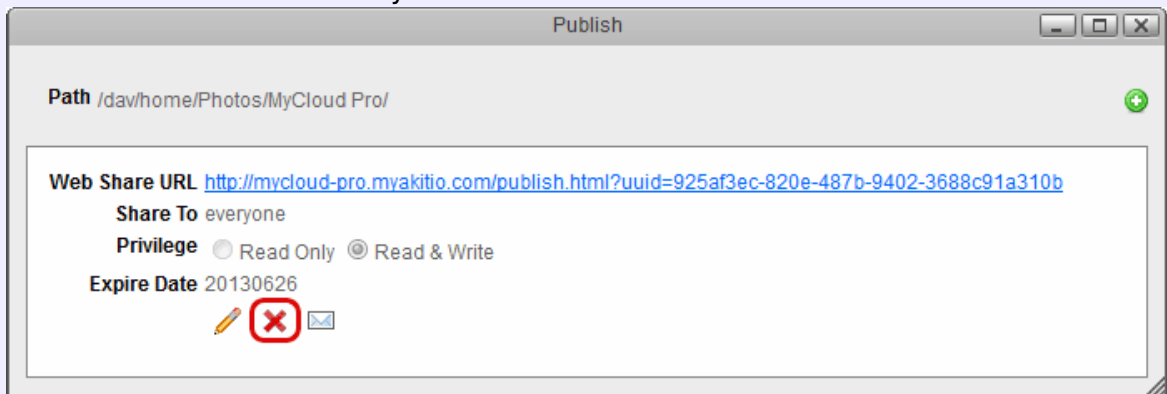 Publish
Path /dav/home/Photos/MyCloud Pro/
Web Share URL http://mycloud-pro.myakitio.com/publish.html?uuid=925af3ec-820e-487b-9402-3688c91a310b
Share To everyone
Privilege Read Only Read & Write
Expire Date 20130626